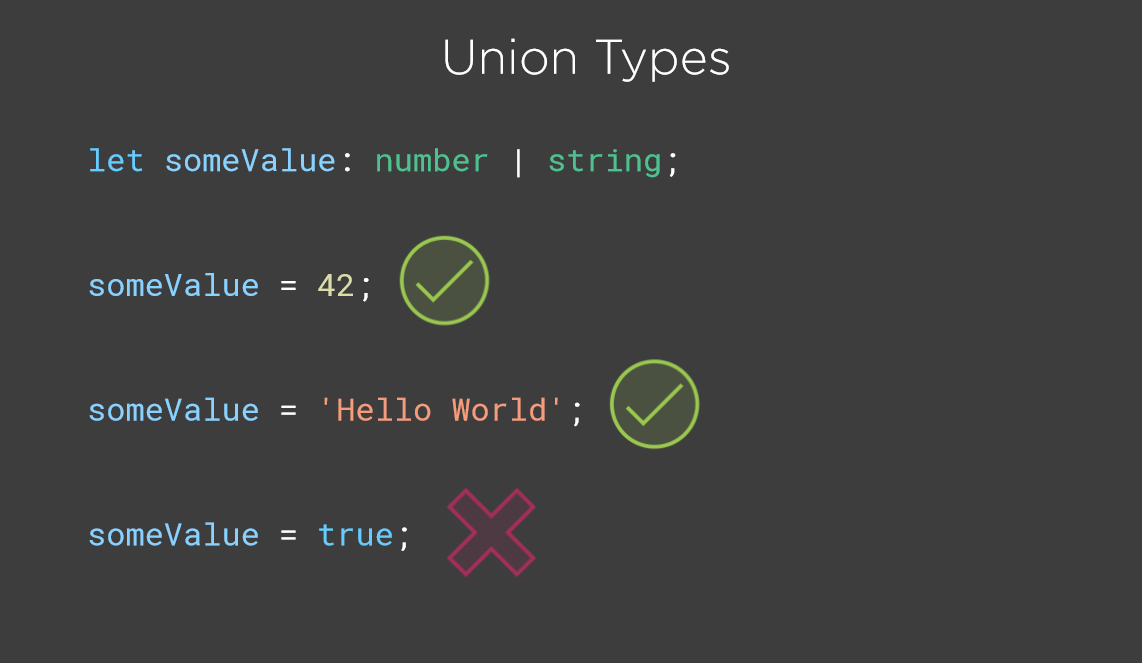 Union Types
let someValue: number | string;
someValue = 42;
someValue = 'Hello World';
someValue = true;